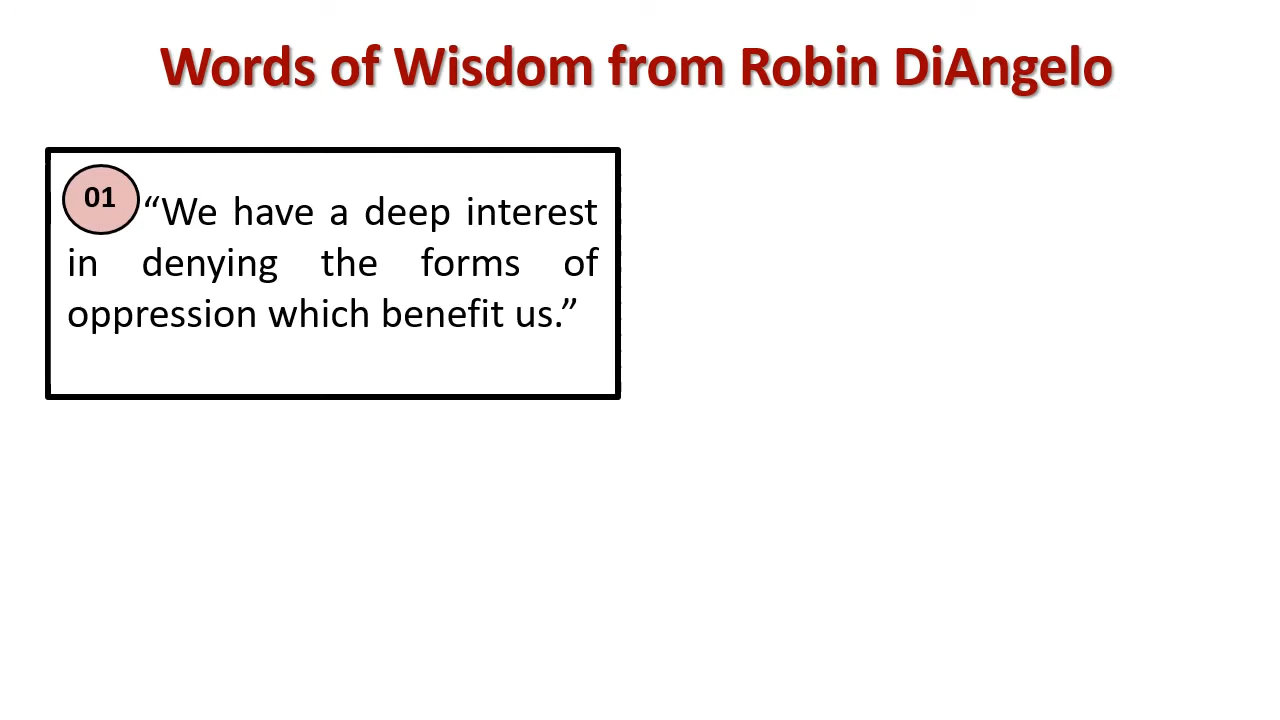 Words of Wisdom from Robin DiAngelo
01
“We have a deep interest
in denying the forms of
oppression which benefit us.”